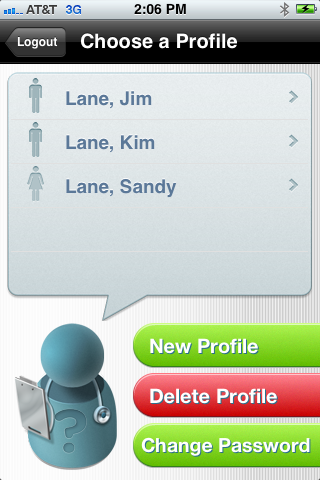 AT&T 3G 2:06 PM
Logout Choose a Profile
Lane, Jim
Lane, Kim
Lane, Sandy
New Profile
Delete Profile
?
Change Password